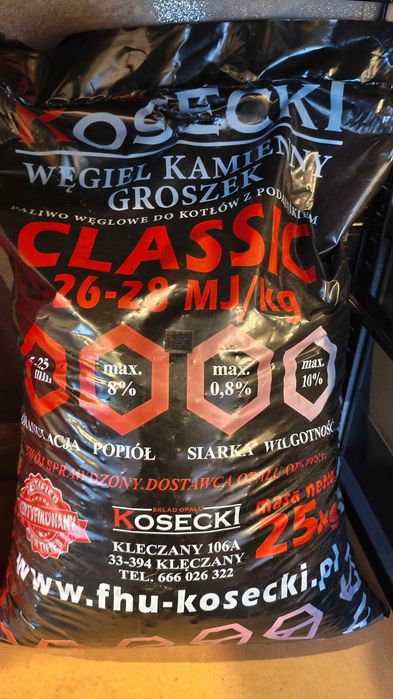 KOSECKI
WĘGIEL KAMIENNY
GROSZEK
PALIWO WĘGLOWE DO KOTŁÓW Z
CLASSIC
26-28 MJ/kg
max.
8%
max.
0,8%
max.
10%
POPIÓŁ
SIARKA
WILGOTNOŚĆ
TWÓJ SPRAWDZONY DOSTAWCA OPAŁU
SKŁAD OPAŁU
KOSECKI
masa netto
25kg
KLECZANY 106A
33-394 KLĘCZANY
TEL. 666 026 322
www.fhu-kosecki.pl